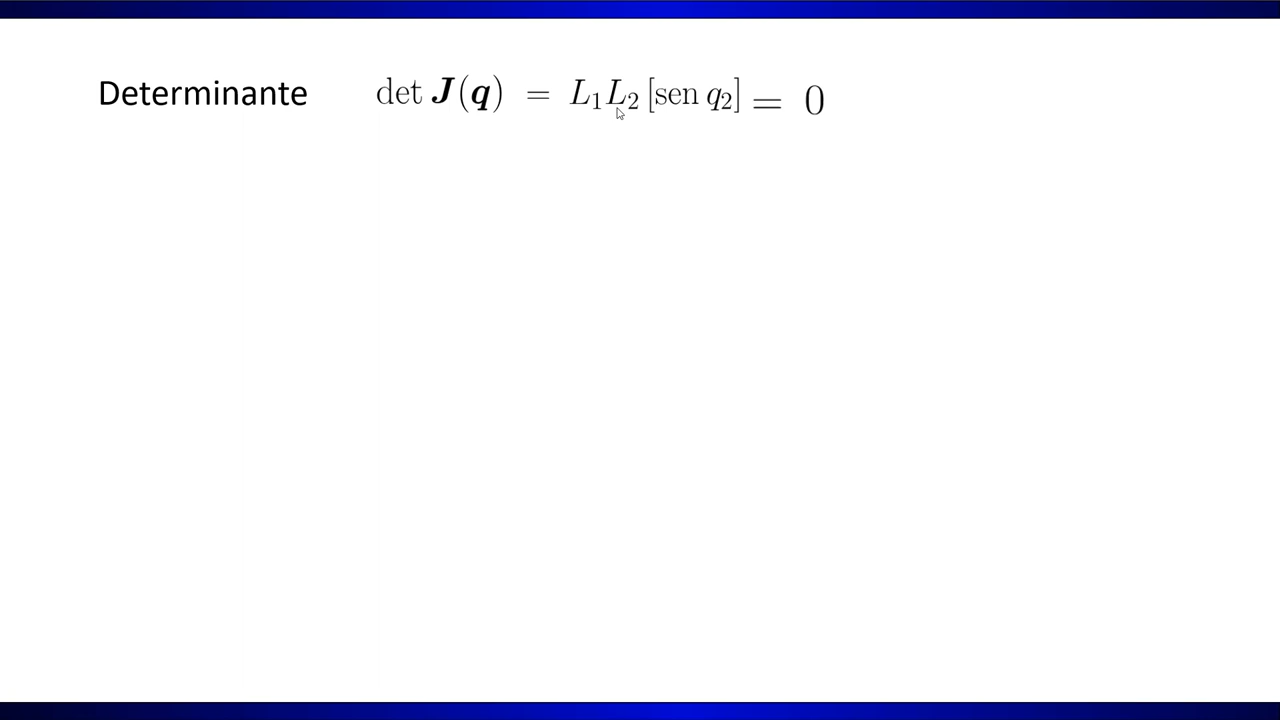 Determinante det J(q) = L₁L₂ [sen q₂] = 0